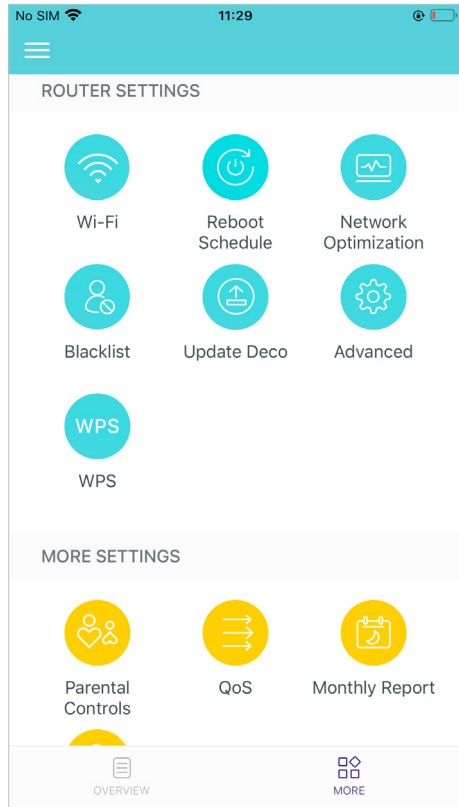 No SIM 11:29
ROUTER SETTINGS
Wi-Fi Reboot Network
Schedule Optimization
Blacklist Update Deco Advanced
WPS
WPS
MORE SETTINGS
Parental QoS Monthly Report
Controls
OVERVIEW MORE